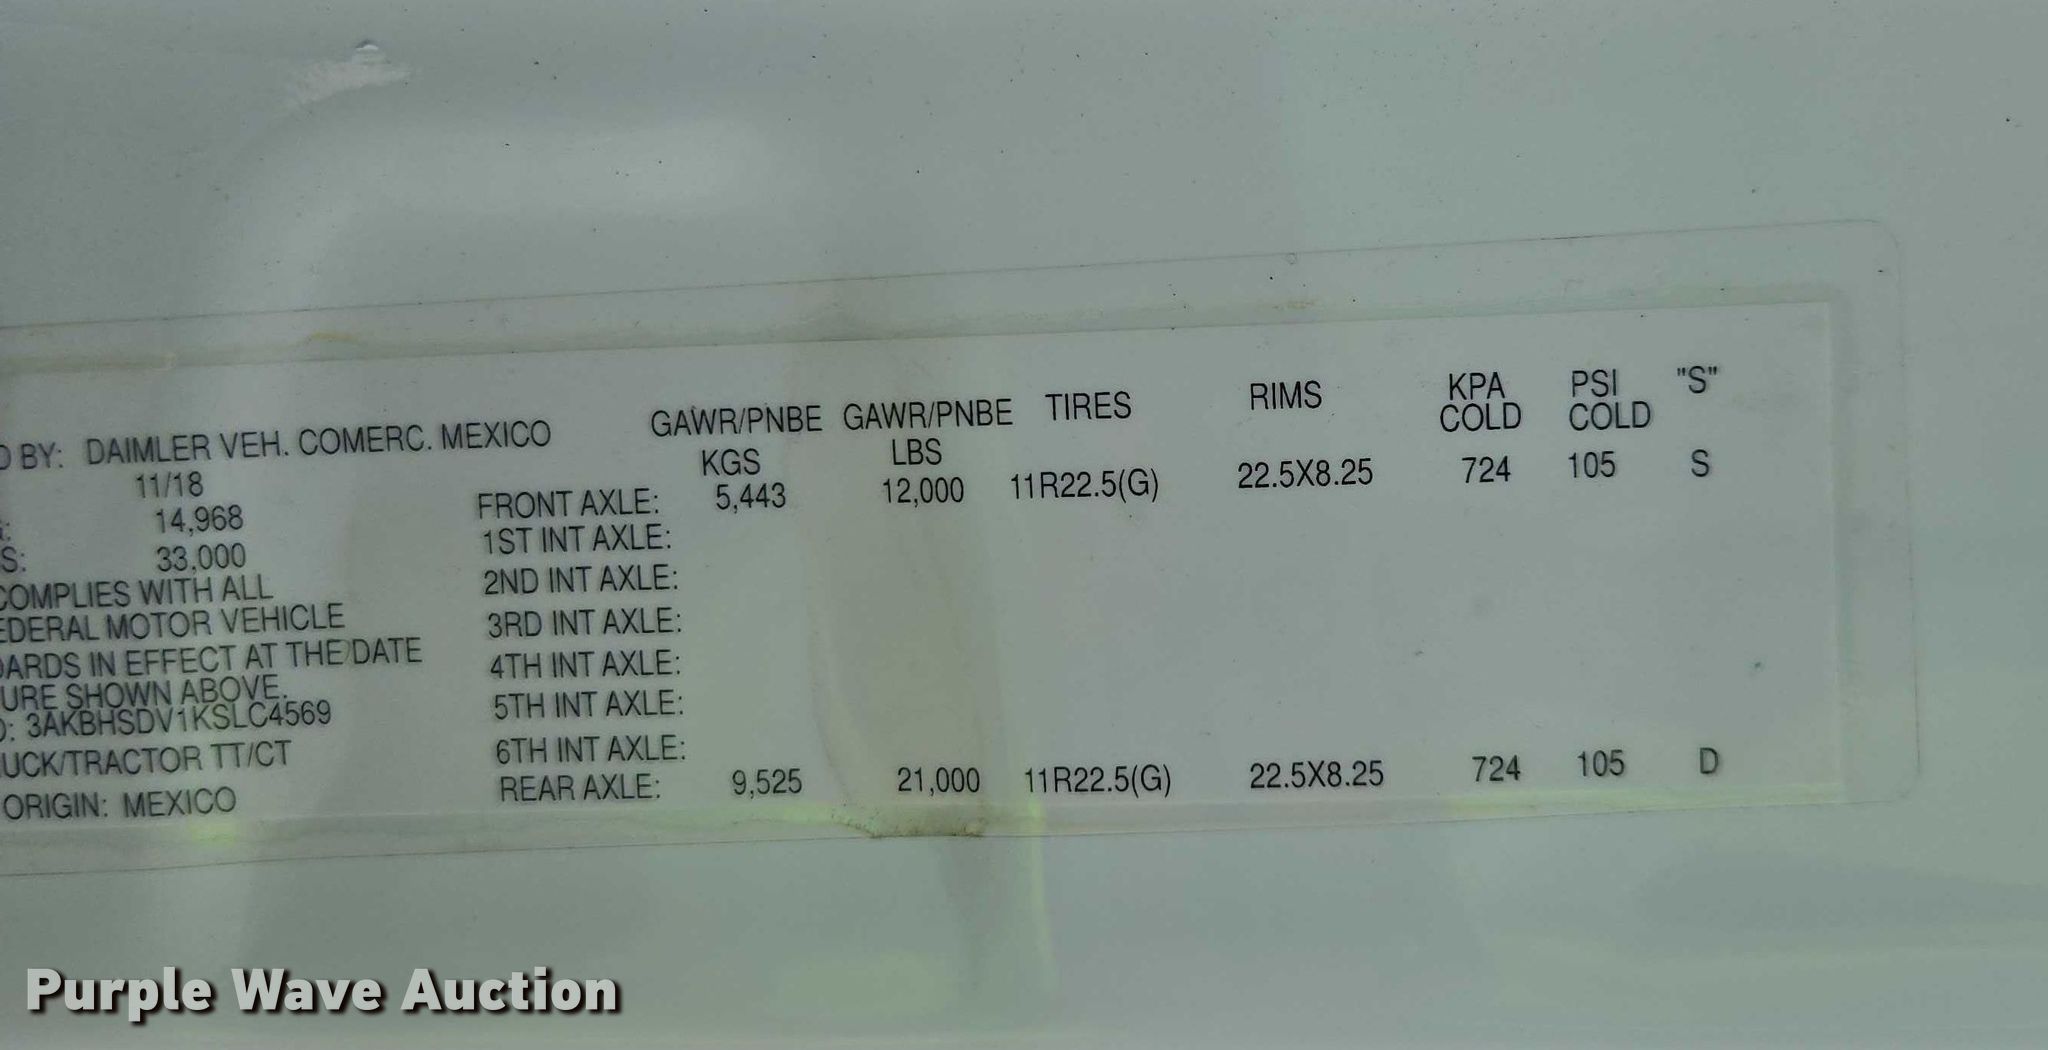 D BY: DAIMLER VEH. COMERC. MEXICO
11/18
14,968
S: 33,000
COMPLIES WITH ALL
EDERAL MOTOR VEHICLE
DARDS IN EFFECT AT THE DATE
URE SHOWN ABOVE.
D: 3AKBHSDV1KSLC4569
UCK/TRACTOR TT/CT
ORIGIN: MEXICO
GAWR/PNBE GAWR/PNBE TIRES RIMS KPA PSI "S"
KGS LBS COLD COLD
FRONT AXLE: 5,443 12,000 11R22.5(G) 22.5X8.25 724 105 S
1ST INT AXLE:
2ND INT AXLE:
3RD INT AXLE:
4TH INT AXLE:
5TH INT AXLE:
6TH INT AXLE:
REAR AXLE: 9,525 21,000 11R22.5(G) 22.5X8.25 724 105 D
Purple Wave Auction